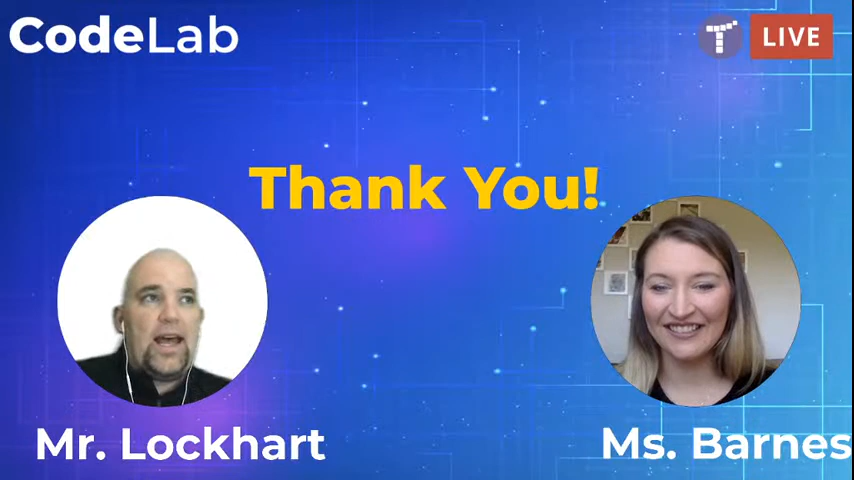 CodeLab
T LIVE
Thank You!
Mr. Lockhart
Ms. Barnes